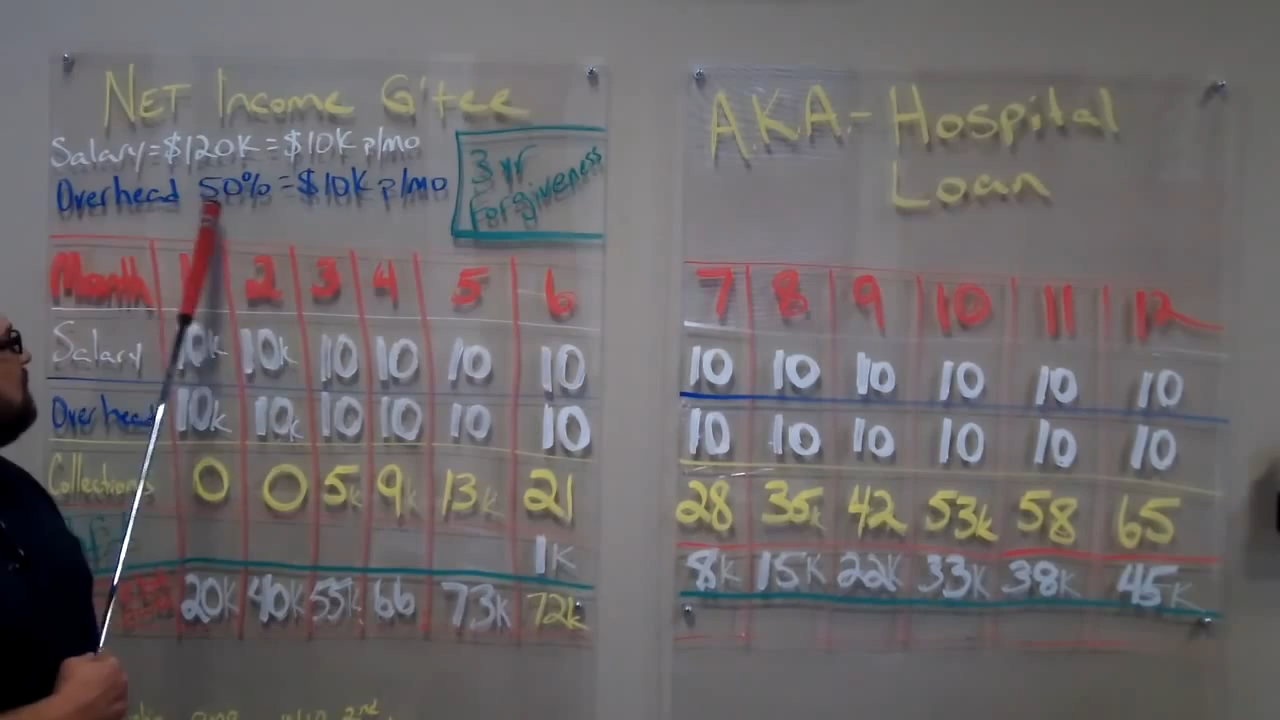 NET Income G'tee
Salary = $120K = $10K p/mo
Overhead 50% = $10K p/mo
3 yr
Forgiveness
Month 1 2 3 4 5 6
Salary 10k 10k 10 10 10 10
Overhead 10k 10k 10 10 10 10
Collections 0 0 5k 9k 13k 21
1K
20K 40K 55K 66 73K 72k
2nd
A.K.A.- Hospital
Loan
7 8 9 10 11 12
10 10 10 10 10 10
10 10 10 10 10 10
28 35k 42 53k 58 65
8K 15K 22K 33K 38K 45K